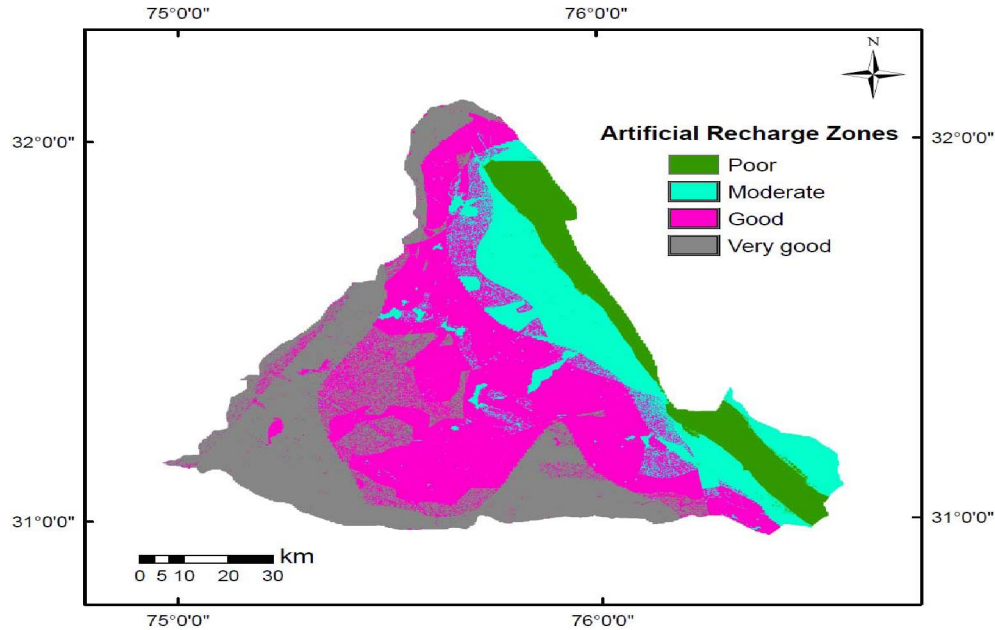 75°0'0" 76°0'0"
N
32°0'0" 32°0'0"
Artificial Recharge Zones
Poor
Moderate
Good
Very good
31°0'0" 31°0'0"
km
0 5 10 20 30
75°0'0" 76°0'0"